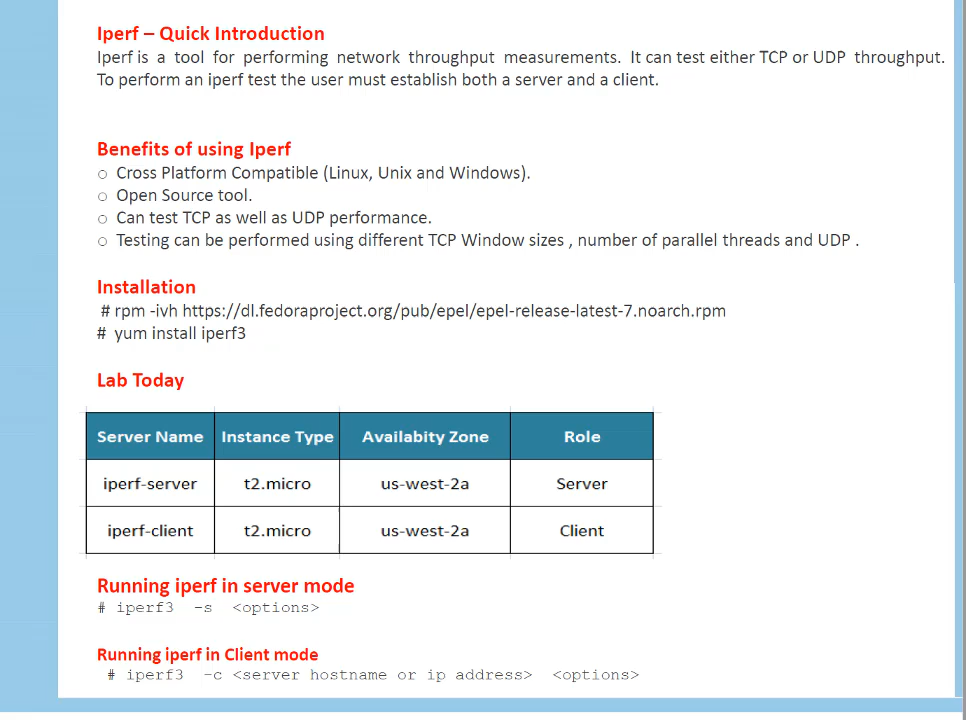 Iperf – Quick Introduction
Iperf is a tool for performing network throughput measurements. It can test either TCP or UDP throughput.
To perform an iperf test the user must establish both a server and a client.
Benefits of using Iperf
○ Cross Platform Compatible (Linux, Unix and Windows).
○ Open Source tool.
○ Can test TCP as well as UDP performance.
○ Testing can be performed using different TCP Window sizes , number of parallel threads and UDP .
Installation
# rpm -ivh https://dl.fedoraproject.org/pub/epel/epel-release-latest-7.noarch.rpm
# yum install iperf3
Lab Today
Server Name Instance Type Availabity Zone Role
iperf-server t2.micro us-west-2a Server
iperf-client t2.micro us-west-2a Client
Running iperf in server mode
# iperf3 -s <options>
Running iperf in Client mode
# iperf3 -c <server hostname or ip address> <options>